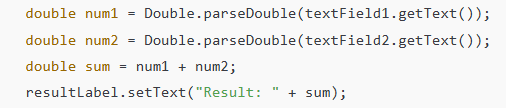 double num1 = Double.parseDouble(textField1.getText());
double num2 = Double.parseDouble(textField2.getText());
double sum = num1 + num2;
resultLabel.setText("Result: " + sum);